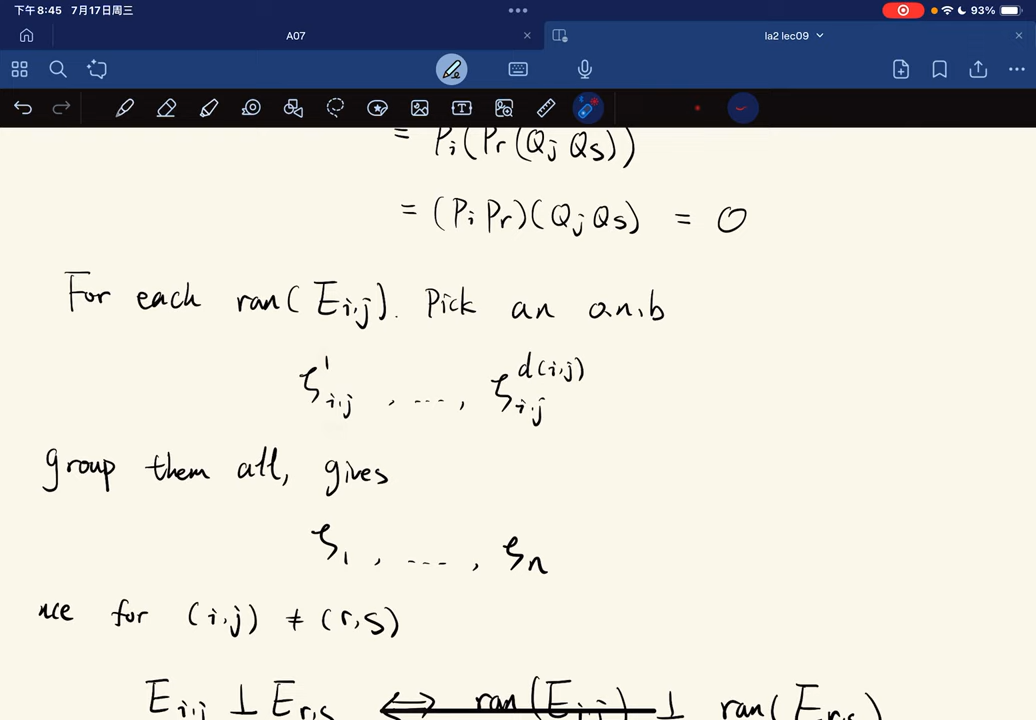 下午8:45 7月17日周三
93%
A07
la2 lec09
= Pi(Pr(Qj Qs))
= (Pi Pr)(Qj Qs) = 0
For each ran(Ei,j). Pick an o.n.b
ζ¹i,j , ..., ζ^d(i,j) i,j
group them all, gives
ζ1 , ..., ζn
nce for (i,j) ≠ (r,s)
Ei,j ⊥ Er,s ⟺ ran(Ei,j) ⊥ ran(Er,s)